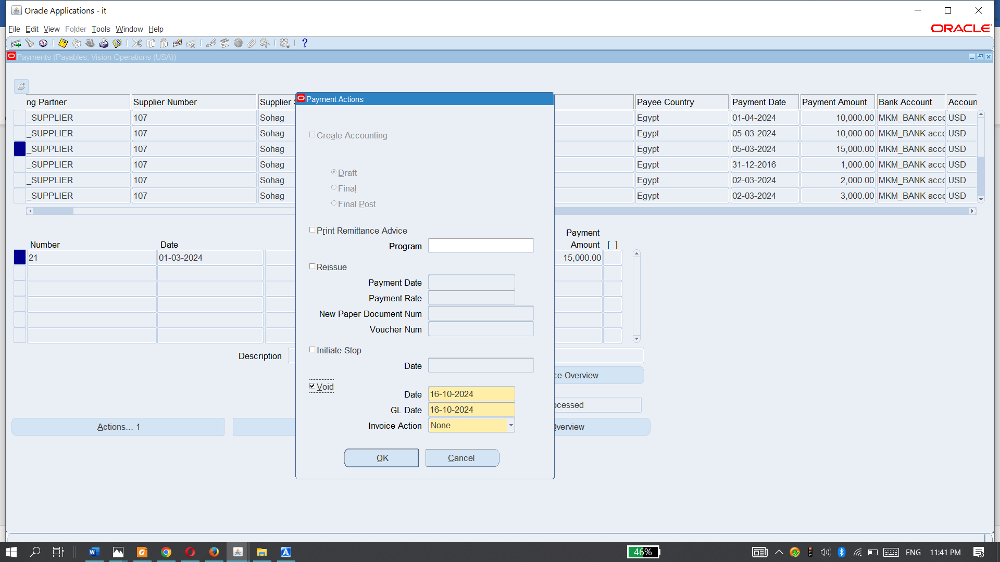 Oracle Applications - it
File Edit View Folder Tools Window Help
ORACLE
Payments (Payables, Vision Operations (USA))
ng Partner Supplier Number Supplier Payee Country Payment Date Payment Amount Bank Account Accoun
_SUPPLIER 107 Sohag Egypt 01-04-2024 10,000.00 MKM_BANK acco USD
_SUPPLIER 107 Sohag Egypt 05-03-2024 10,000.00 MKM_BANK acco USD
_SUPPLIER 107 Sohag Egypt 05-03-2024 15,000.00 MKM_BANK acco USD
_SUPPLIER 107 Sohag Egypt 31-12-2016 1,000.00 MKM_BANK acco USD
_SUPPLIER 107 Sohag Egypt 02-03-2024 2,000.00 MKM_BANK acco USD
_SUPPLIER 107 Sohag Egypt 02-03-2024 3,000.00 MKM_BANK acco USD
Payment
Number Date Amount [ ]
21 01-03-2024 15,000.00
Description
ce Overview
ocessed
Actions... 1
Overview
Payment Actions
Create Accounting
Draft
Final
Final Post
Print Remittance Advice
Program
Reissue
Payment Date
Payment Rate
New Paper Document Num
Voucher Num
Initiate Stop
Date
Void
Date 16-10-2024
GL Date 16-10-2024
Invoice Action None
OK Cancel
46% ENG 11:41 PM